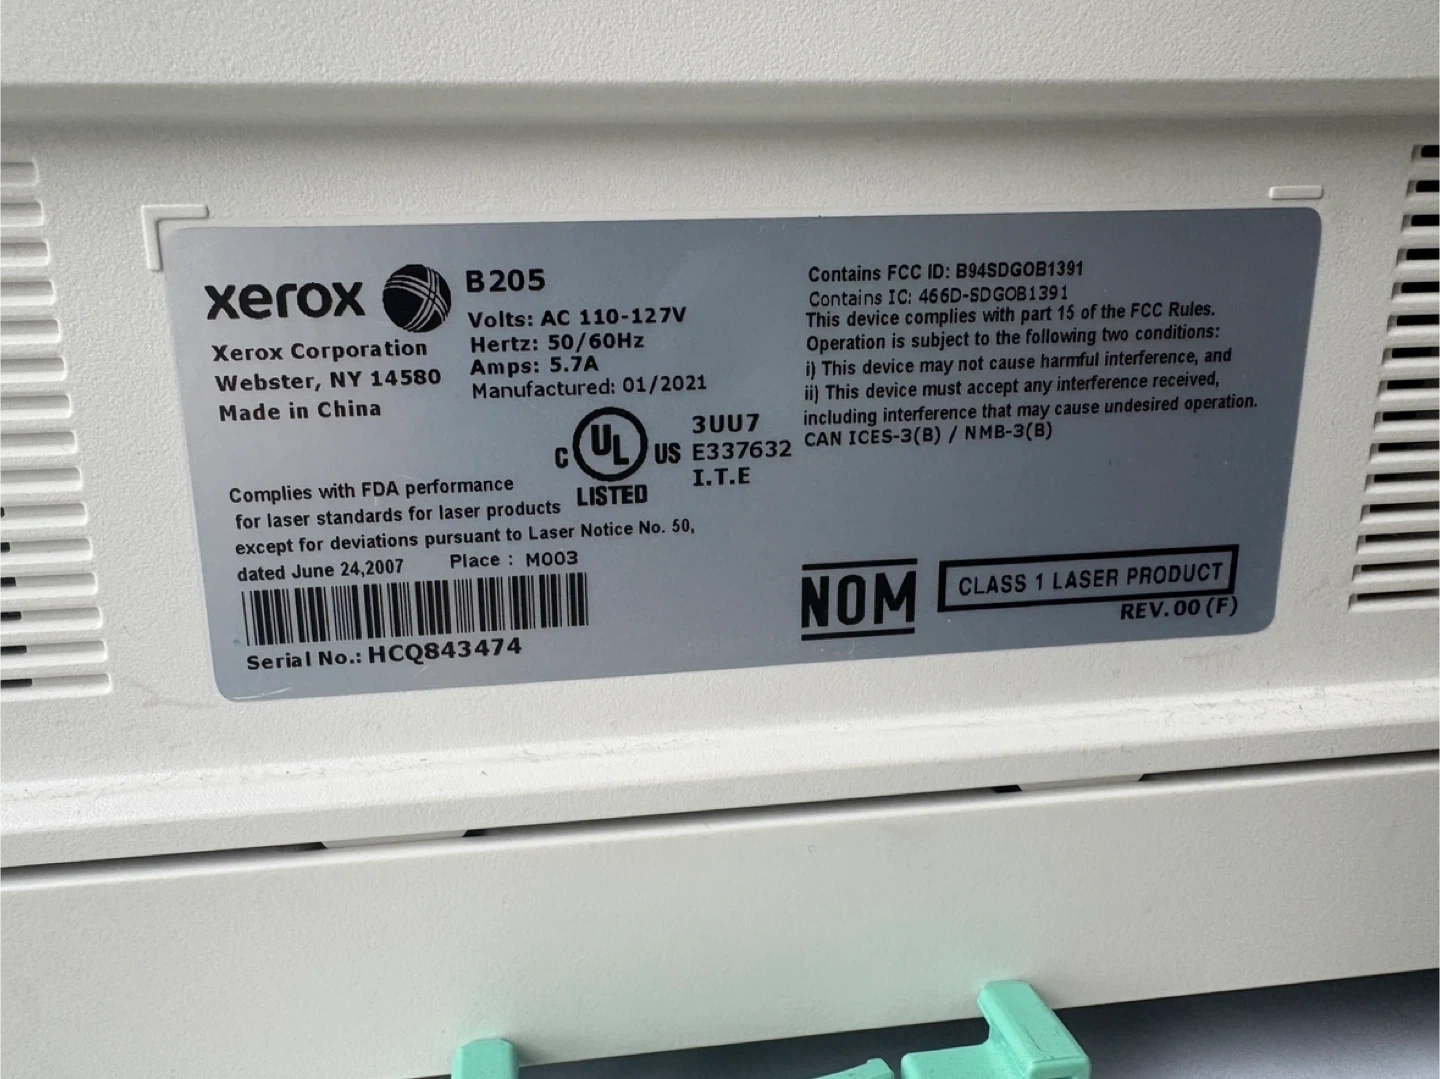 xerox
Xerox Corporation
Webster, NY 14580
Made in China
B205
Volts: AC 110-127V
Hertz: 50/60Hz
Amps: 5.7A
Manufactured: 01/2021
C UL US
LISTED
3UU7
E337632
I.T.E
Complies with FDA performance
for laser standards for laser products
except for deviations pursuant to Laser Notice No. 50,
dated June 24,2007 Place : M003
Serial No.: HCQ843474
Contains FCC ID: B94SDGOB1391
Contains IC: 466D-SDGOB1391
This device complies with part 15 of the FCC Rules.
Operation is subject to the following two conditions:
i) This device may not cause harmful interference, and
ii) This device must accept any interference received,
including interference that may cause undesired operation.
CAN ICES-3(B) / NMB-3(B)
NOM
CLASS 1 LASER PRODUCT
REV. 00 (F)